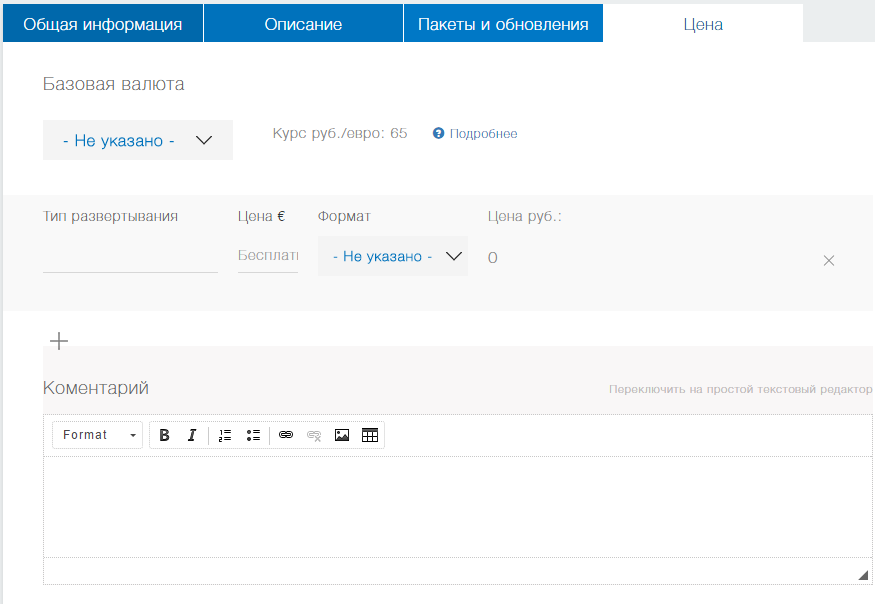 Общая информация Описание Пакеты и обновления Цена
Базовая валюта
- Не указано - Курс руб./евро: 65 ? Подробнее
Тип развертывания Цена € Формат Цена руб.:
Бесплат - Не указано - 0
Коментарий Переключить на простой текстовый редактор
Format B I